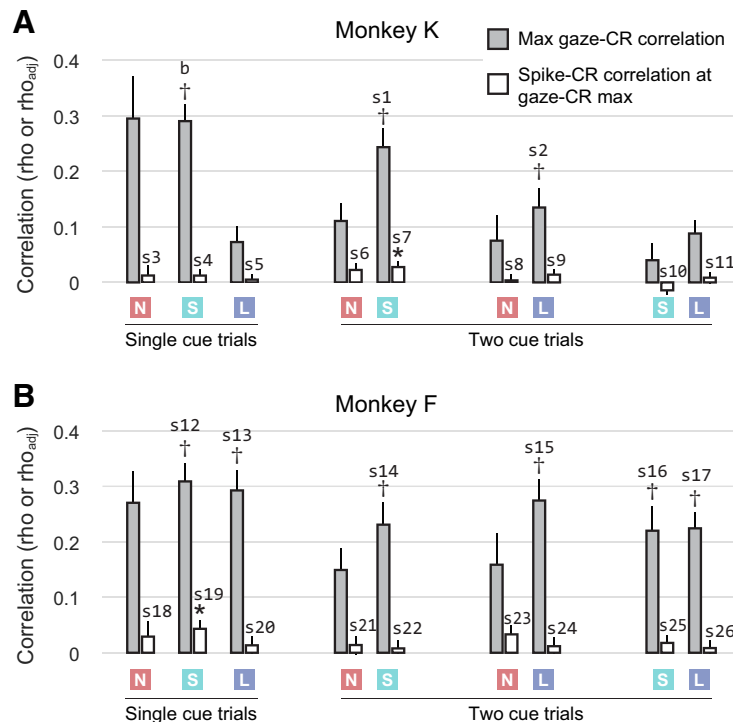 A
Monkey K
Max gaze-CR correlation
Spike-CR correlation at
gaze-CR max
Correlation (rho or rho_adj)
0.4
0.3
0.2
0.1
0
b
†
s1
†
s2
†
s3
s4
s5
s6
s7
*
s8
s9
s10
s11
N
S
L
N
S
N
L
S
L
Single cue trials
Two cue trials
B
Monkey F
Correlation (rho or rho_adj)
0.4
0.3
0.2
0.1
0
s12
†
s13
†
s14
†
s15
†
s16
†
s17
†
s18
s19
*
s20
s21
s22
s23
s24
s25
s26
N
S
L
N
S
N
L
S
L
Single cue trials
Two cue trials